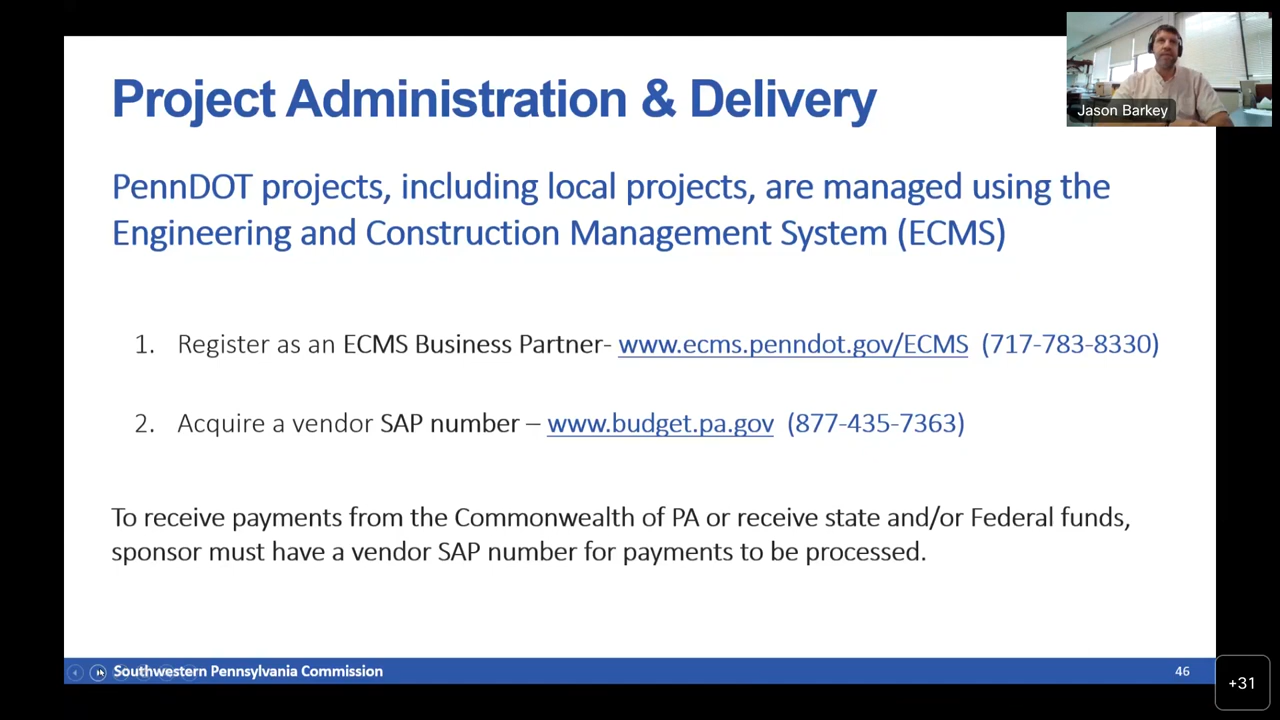 Project Administration & Delivery
Jason Barkey
PennDOT projects, including local projects, are managed using the
Engineering and Construction Management System (ECMS)
1. Register as an ECMS Business Partner- www.ecms.penndot.gov/ECMS (717-783-8330)
2. Acquire a vendor SAP number – www.budget.pa.gov (877-435-7363)
To receive payments from the Commonwealth of PA or receive state and/or Federal funds,
sponsor must have a vendor SAP number for payments to be processed.
Southwestern Pennsylvania Commission 46
+31